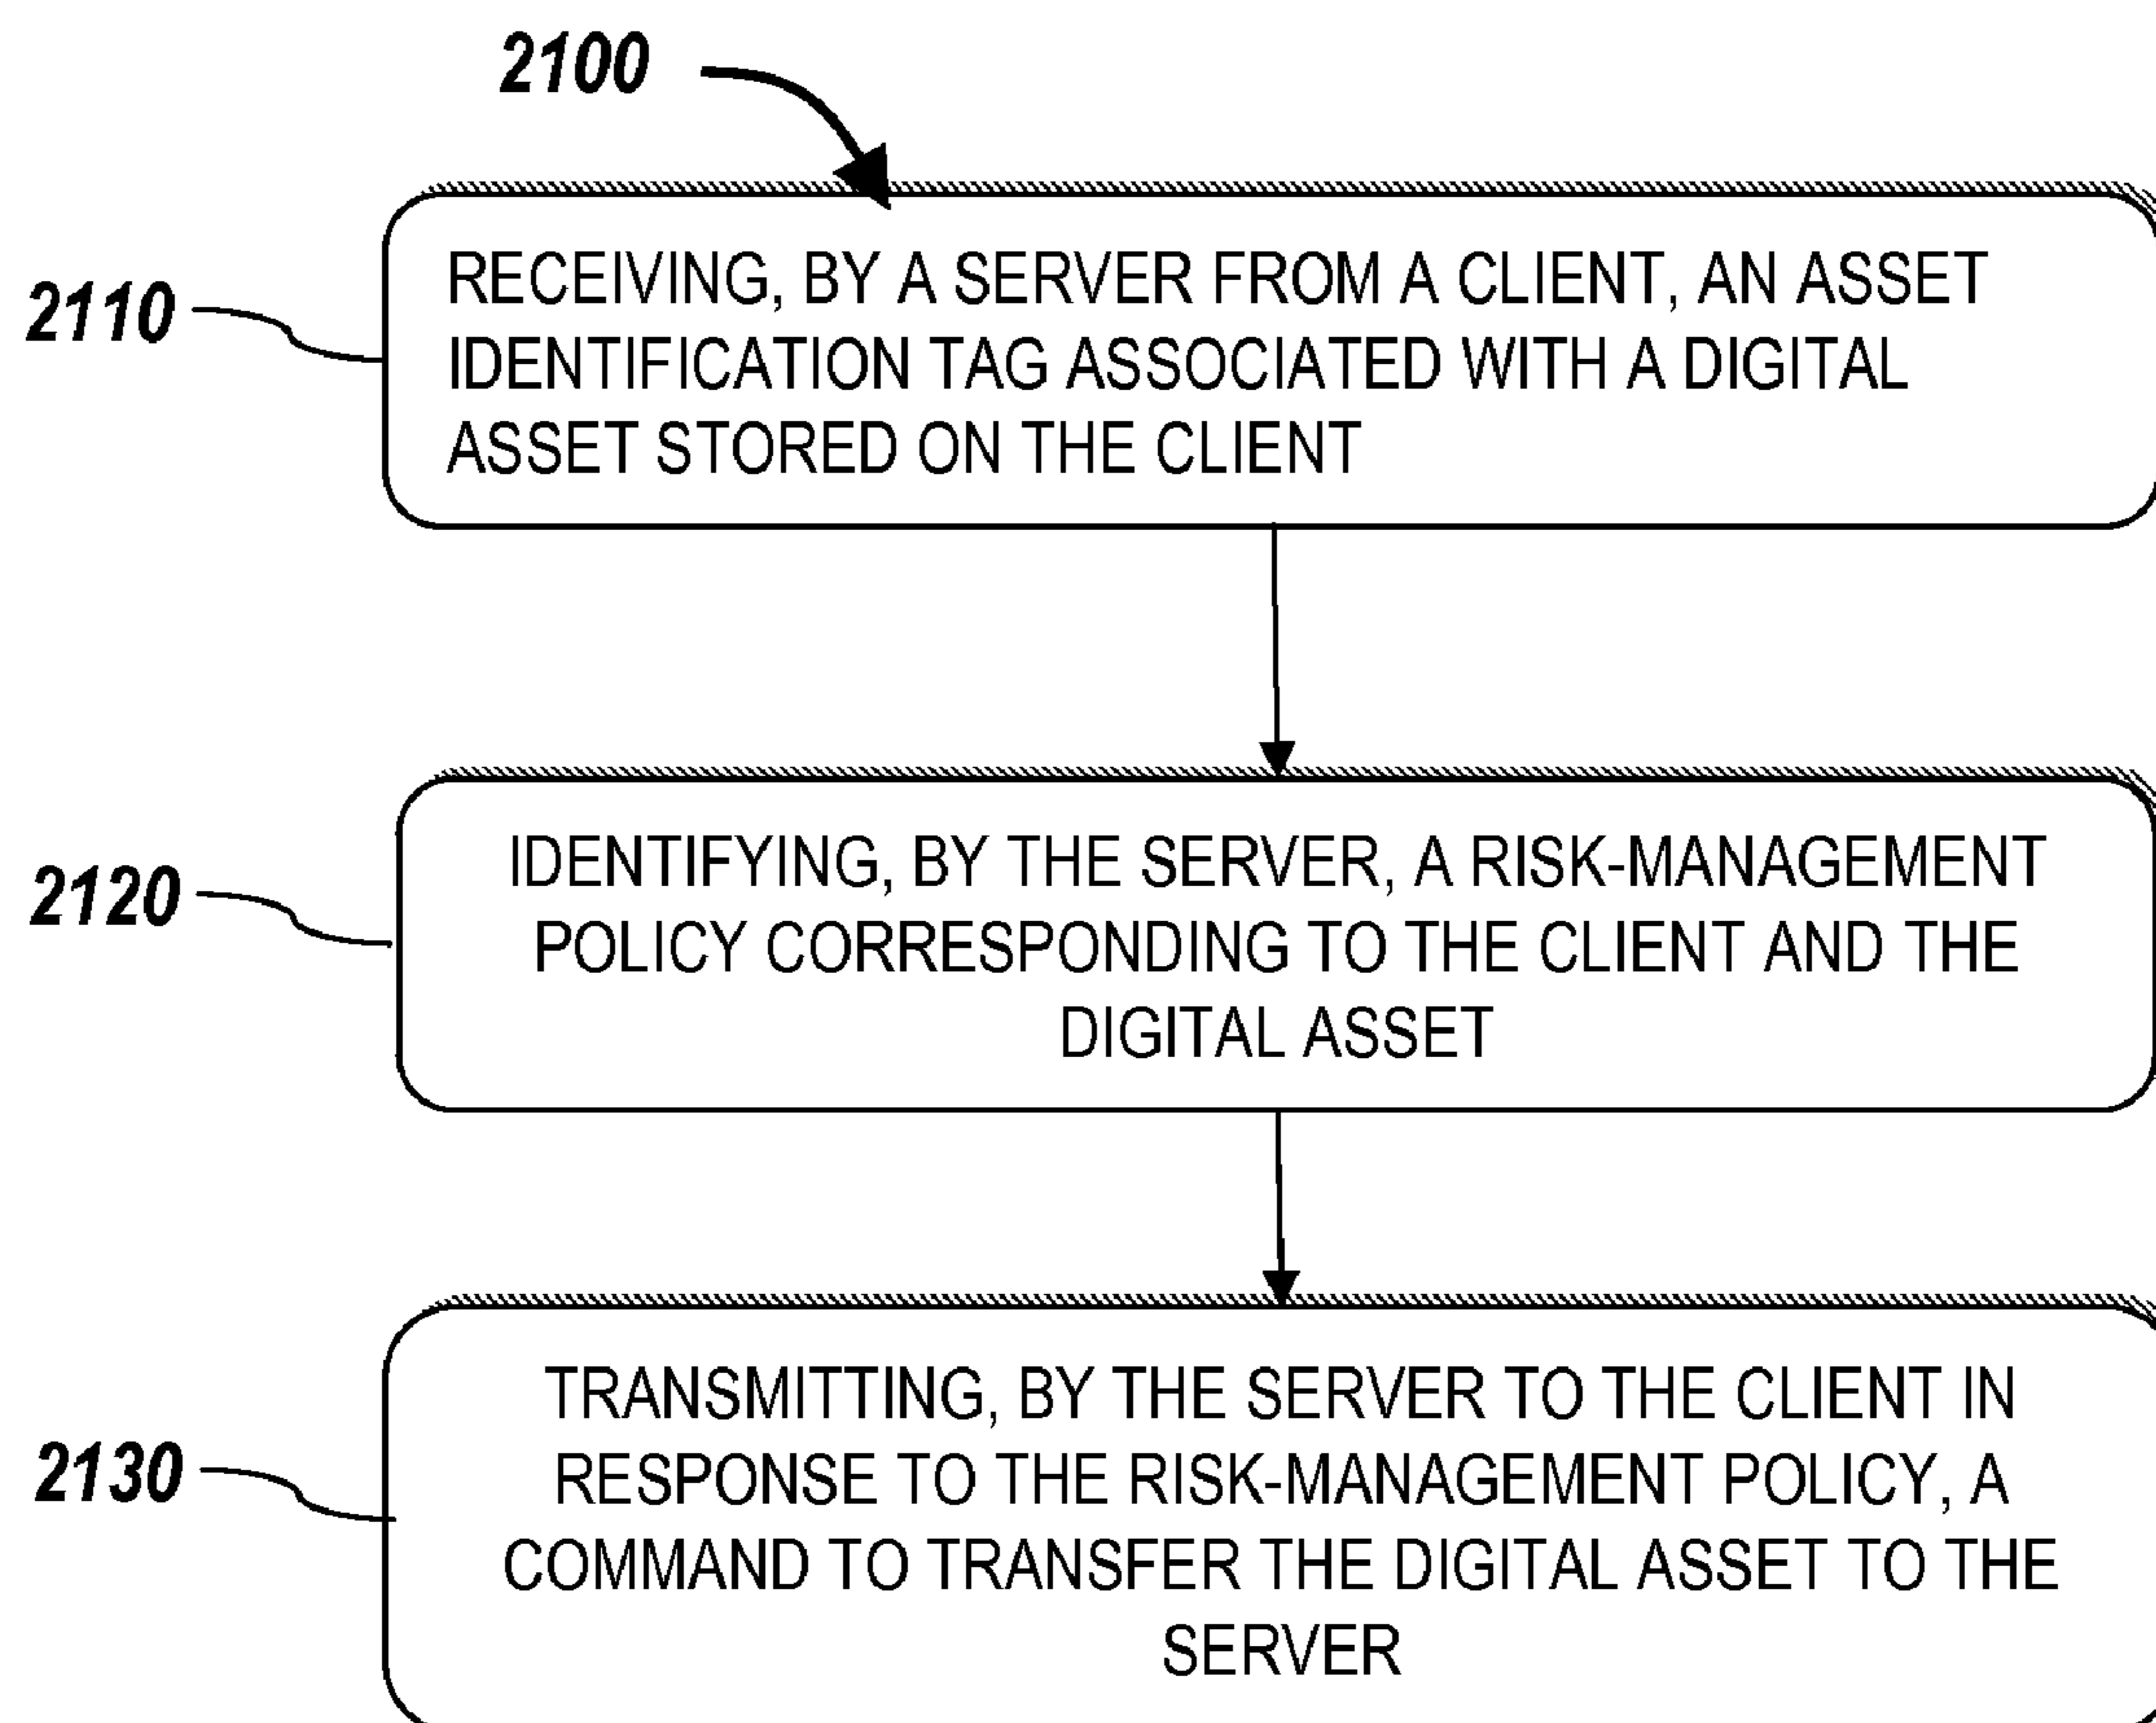 2100
2110
RECEIVING, BY A SERVER FROM A CLIENT, AN ASSET
IDENTIFICATION TAG ASSOCIATED WITH A DIGITAL
ASSET STORED ON THE CLIENT
2120
IDENTIFYING, BY THE SERVER, A RISK-MANAGEMENT
POLICY CORRESPONDING TO THE CLIENT AND THE
DIGITAL ASSET
2130
TRANSMITTING, BY THE SERVER TO THE CLIENT IN
RESPONSE TO THE RISK-MANAGEMENT POLICY, A
COMMAND TO TRANSFER THE DIGITAL ASSET TO THE
SERVER